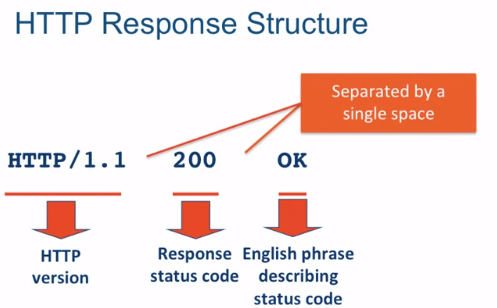 HTTP Response Structure
Separated by a
single space
HTTP/1.1 200 OK
HTTP
version
Response
status code
English phrase
describing
status code